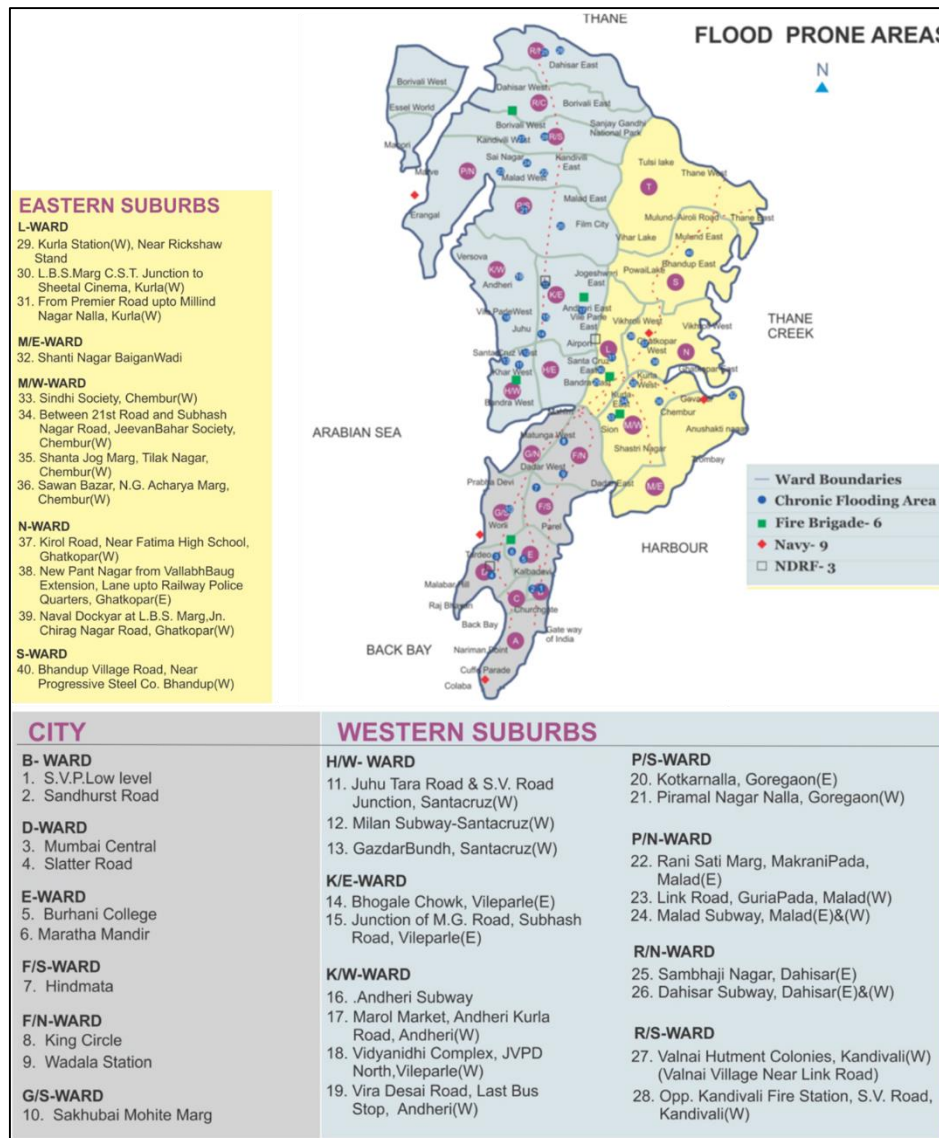 THANE
FLOOD PRONE AREAS
N
Dahisar East
Dahisar West
Borivali West
R/C
Borivali East
Essel World
Borivali West
Sanjay Gandhi
National Park
Kandivali West
R/S
Sai Nagar
Kandivili
East
Tulsi lake
Thane West
P/N
Malad West
T
Marve
Malad East
Erangal
Mulund-Airoli Road
Thane East
Film City
Vihar Lake
Mulend East
Versova
Bhandup East
K/W
Jogeshweri
East
PowaiLake
S
Andheri
K/E
Andheri East
Vile Parle
East
Vikhroli West
THANE
CREEK
Juhu
Airport
L
Ghatkopar
West
N
Santa Cruz West
Santa Cruz
East
Khar West
H/E
H/W
Bandra West
Chembur
Anushakti nagar
ARABIAN SEA
Sion
M/W
Matunga West
G/N
F/N
Shastri Nagar
Trombay
Dadar West
Dadar East
M/E
Prabha Devi
F/S
Worli
Parel
HARBOUR
Tardeo
E
Kalbadevi
Malabar Hill
Raj Bhavan
C
Churchgate
Back Bay
Gate way
of India
A
BACK BAY
Nariman Point
Cuffe Parade
Colaba
Ward Boundaries
Chronic Flooding Area
Fire Brigade- 6
Navy- 9
NDRF- 3
EASTERN SUBURBS
L-WARD
29. Kurla Station(W), Near Rickshaw
Stand
30. L.B.S.Marg C.S.T. Junction to
Sheetal Cinema, Kurla(W)
31. From Premier Road upto Millind
Nagar Nalla, Kurla(W)
M/E-WARD
32. Shanti Nagar BaiganWadi
M/W-WARD
33. Sindhi Society, Chembur(W)
34. Between 21st Road and Subhash
Nagar Road, JeevanBahar Society,
Chembur(W)
35. Shanta Jog Marg, Tilak Nagar,
Chembur(W)
36. Sawan Bazar, N.G. Acharya Marg,
Chembur(W)
N-WARD
37. Kirol Road, Near Fatima High School,
Ghatkopar(W)
38. New Pant Nagar from VallabhBaug
Extension, Lane upto Railway Police
Quarters, Ghatkopar(E)
39. Naval Dockyar at L.B.S. Marg,Jn.
Chirag Nagar Road, Ghatkopar(W)
S-WARD
40. Bhandup Village Road, Near
Progressive Steel Co. Bhandup(W)
CITY
B- WARD
1. S.V.P.Low level
2. Sandhurst Road
D-WARD
3. Mumbai Central
4. Slatter Road
E-WARD
5. Burhani College
6. Maratha Mandir
F/S-WARD
7. Hindmata
F/N-WARD
8. King Circle
9. Wadala Station
G/S-WARD
10. Sakhubai Mohite Marg
WESTERN SUBURBS
H/W- WARD
11. Juhu Tara Road & S.V. Road
Junction, Santacruz(W)
12. Milan Subway-Santacruz(W)
13. GazdarBundh, Santacruz(W)
K/E-WARD
14. Bhogale Chowk, Vileparle(E)
15. Junction of M.G. Road, Subhash
Road, Vileparle(E)
K/W-WARD
16. .Andheri Subway
17. Marol Market, Andheri Kurla
Road, Andheri(W)
18. Vidyanidhi Complex, JVPD
North,Vileparle(W)
19. Vira Desai Road, Last Bus
Stop, Andheri(W)
P/S-WARD
20. Kotkarnalla, Goregaon(E)
21. Piramal Nagar Nalla, Goregaon(W)
P/N-WARD
22. Rani Sati Marg, MakraniPada,
Malad(E)
23. Link Road, GuriaPada, Malad(W)
24. Malad Subway, Malad(E)&(W)
R/N-WARD
25. Sambhaji Nagar, Dahisar(E)
26. Dahisar Subway, Dahisar(E)&(W)
R/S-WARD
27. Valnai Hutment Colonies, Kandivali(W)
(Valnai Village Near Link Road)
28. Opp. Kandivali Fire Station, S.V. Road,
Kandivali(W)